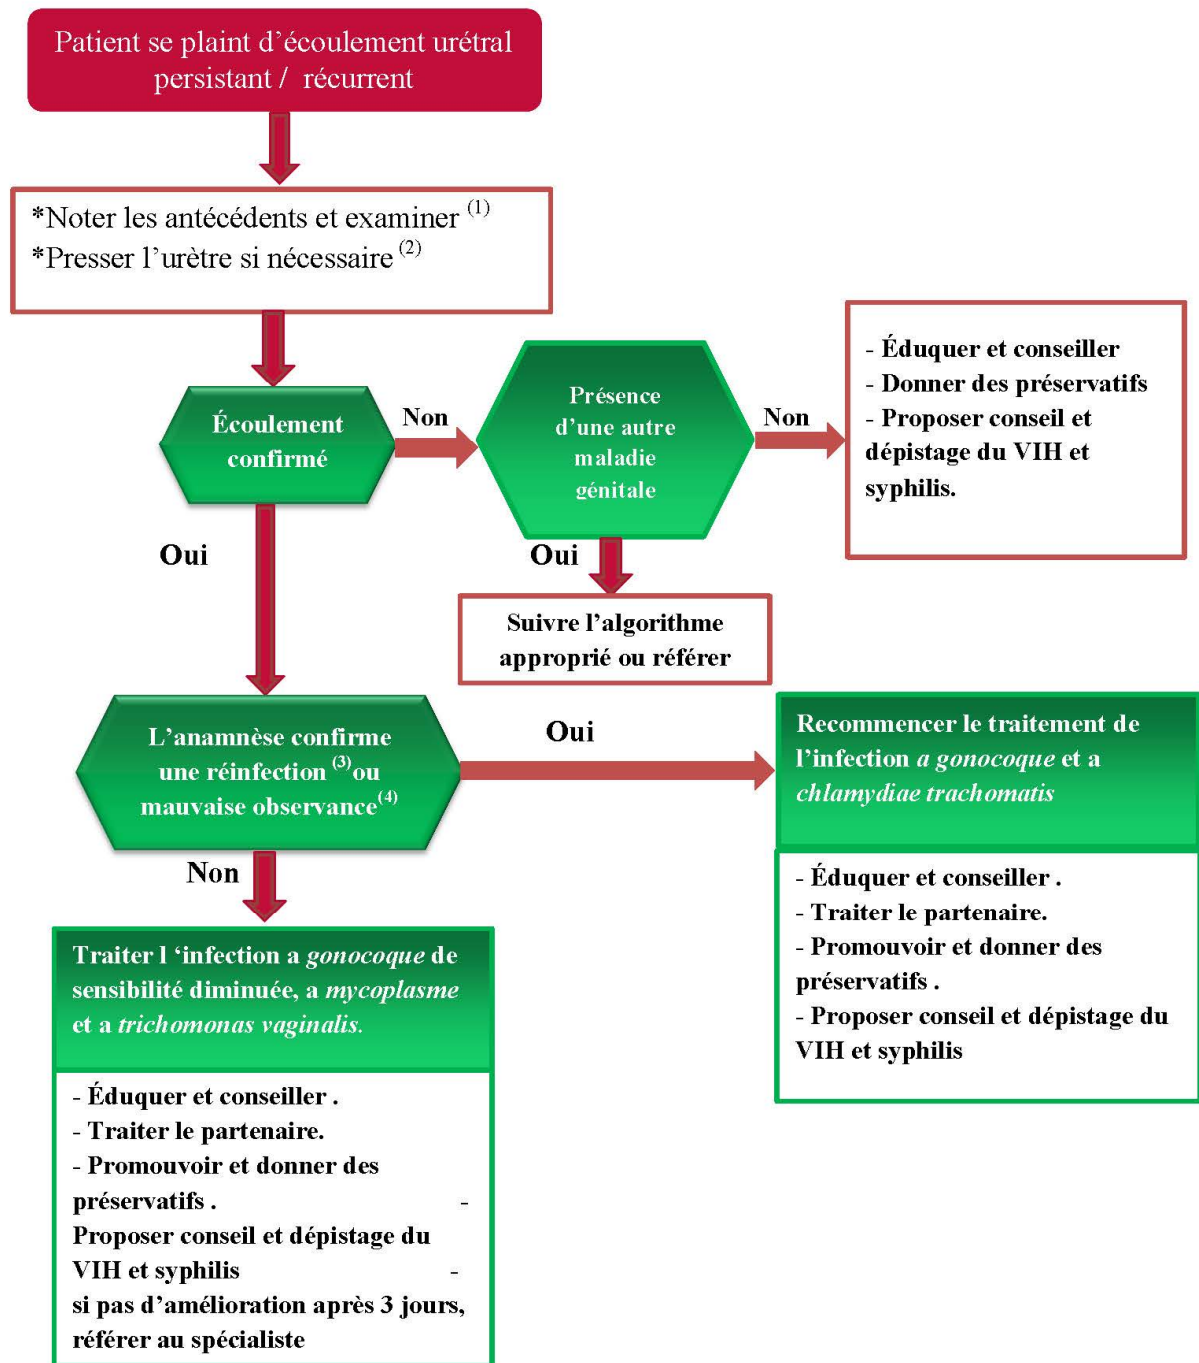 Patient se plaint d’écoulement urétral
persistant / récurrent
*Noter les antécédents et examiner (1)
*Presser l’urètre si nécessaire (2)
Écoulement
confirmé
Non
Présence
d’une autre
maladie
génitale
Non
- Éduquer et conseiller
- Donner des préservatifs
- Proposer conseil et
dépistage du VIH et
syphilis.
Oui
Oui
Suivre l’algorithme
approprié ou référer
L’anamnèse confirme
une réinfection (3)ou
mauvaise observance(4)
Oui
Recommencer le traitement de
l’infection a gonocoque et a
chlamydiae trachomatis
- Éduquer et conseiller .
- Traiter le partenaire.
- Promouvoir et donner des
préservatifs .
- Proposer conseil et dépistage du
VIH et syphilis
Non
Traiter l ‘infection a gonocoque de
sensibilité diminuée, a mycoplasme
et a trichomonas vaginalis.
- Éduquer et conseiller .
- Traiter le partenaire.
- Promouvoir et donner des
préservatifs . -
Proposer conseil et dépistage du
VIH et syphilis -
si pas d’amélioration après 3 jours,
référer au spécialiste